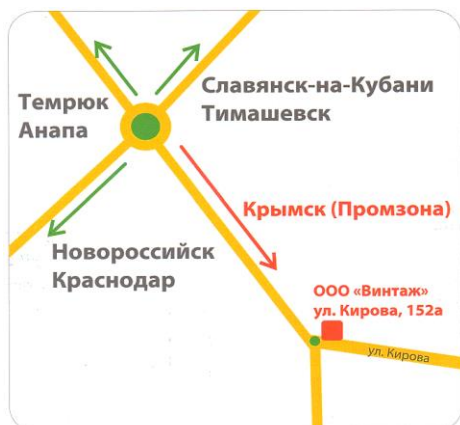 Темрюк
Анапа
Славянск-на-Кубани
Тимашевск
Крымск (Промзона)
Новороссийск
Краснодар
ООО «Винтаж»
ул. Кирова, 152а
ул. Кирова